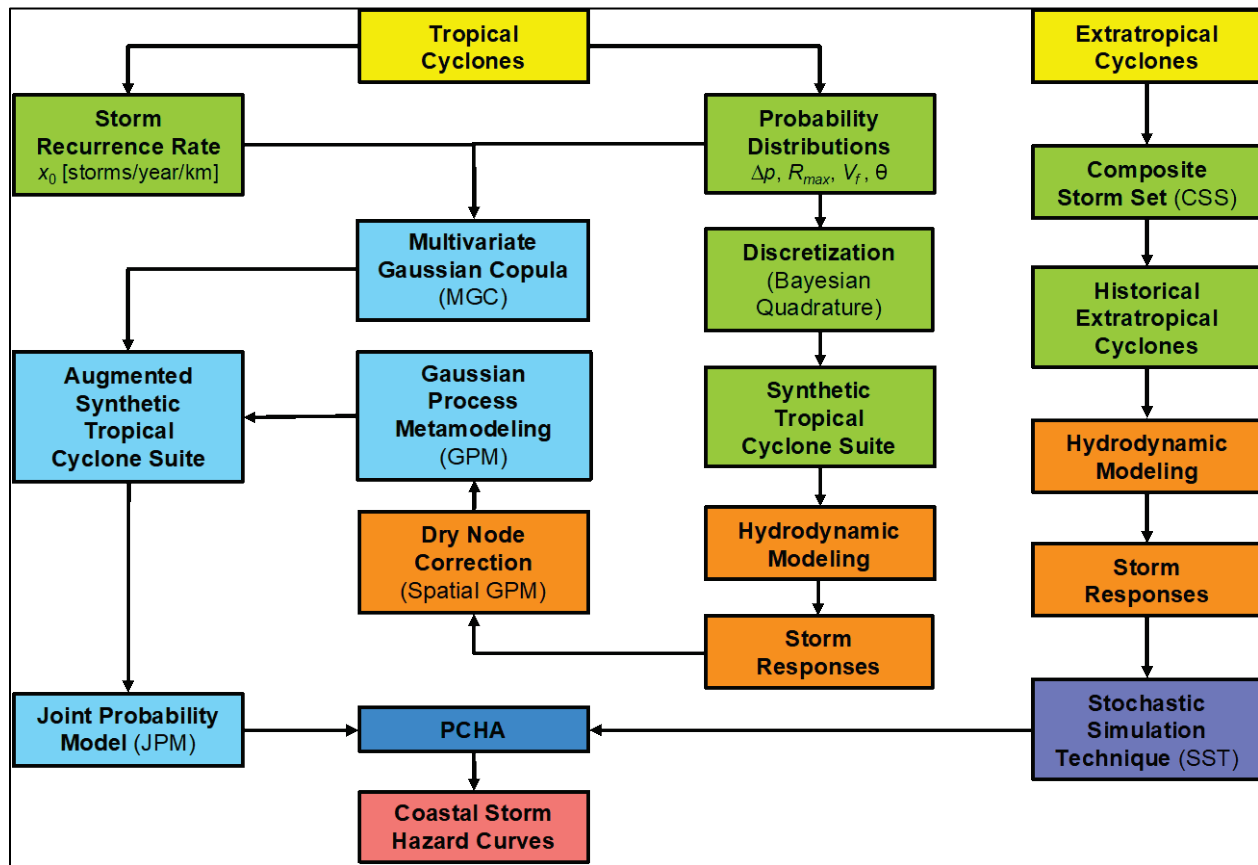 Tropical
Cyclones
Extratropical
Cyclones
Storm
Recurrence Rate
x₀ [storms/year/km]
Probability
Distributions
Δp, Rmax, Vf, θ
Composite
Storm Set (CSS)
Multivariate
Gaussian Copula
(MGC)
Discretization
(Bayesian
Quadrature)
Historical
Extratropical
Cyclones
Augmented
Synthetic
Tropical
Cyclone Suite
Gaussian
Process
Metamodeling
(GPM)
Synthetic
Tropical
Cyclone Suite
Hydrodynamic
Modeling
Dry Node
Correction
(Spatial GPM)
Hydrodynamic
Modeling
Storm
Responses
Storm
Responses
Joint Probability
Model (JPM)
PCHA
Stochastic
Simulation
Technique (SST)
Coastal Storm
Hazard Curves